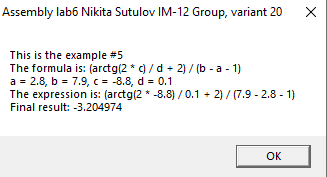 Assembly lab6 Nikita Sutulov IM-12 Group, variant 20
This is the example #5
The formula is: (arctg(2 * c) / d + 2) / (b - a - 1)
a = 2.8, b = 7.9, c = -8.8, d = 0.1
The expression is: (arctg(2 * -8.8) / 0.1 + 2) / (7.9 - 2.8 - 1)
Final result: -3.204974
OK